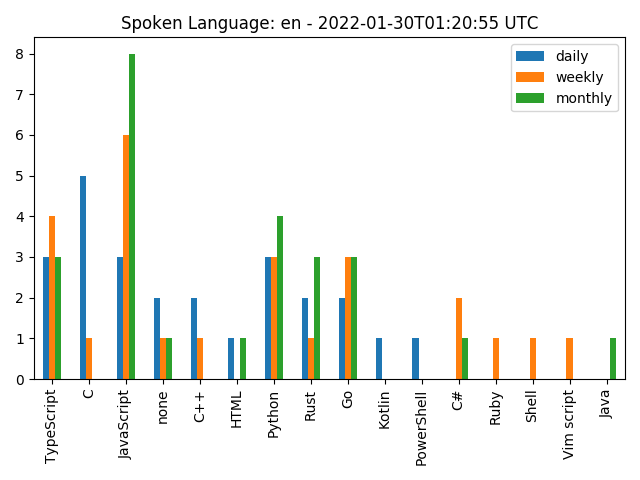 Spoken Language: en - 2022-01-30T01:20:55 UTC
daily
weekly
monthly
8
7
6
5
4
3
2
1
0
TypeScript
C
JavaScript
none
C++
HTML
Python
Rust
Go
Kotlin
PowerShell
C#
Ruby
Shell
Vim script
Java